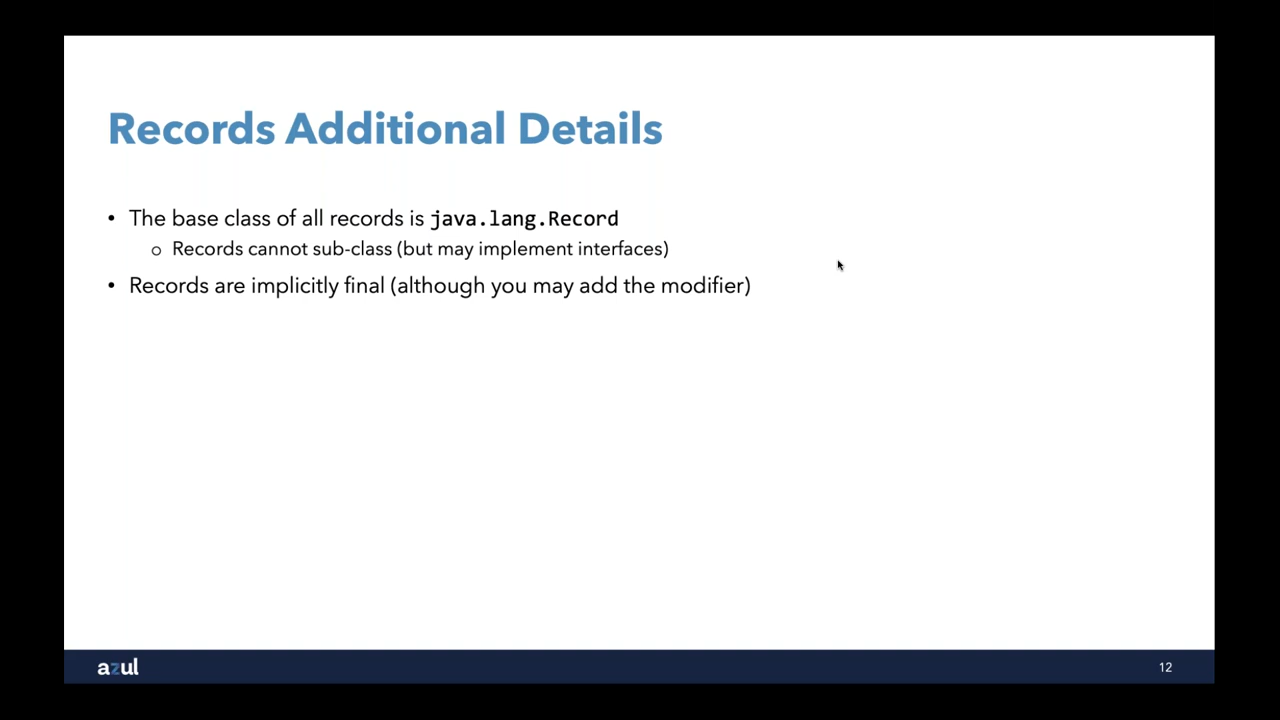 Records Additional Details
• The base class of all records is java.lang.Record
o Records cannot sub-class (but may implement interfaces)
• Records are implicitly final (although you may add the modifier)
azul
12